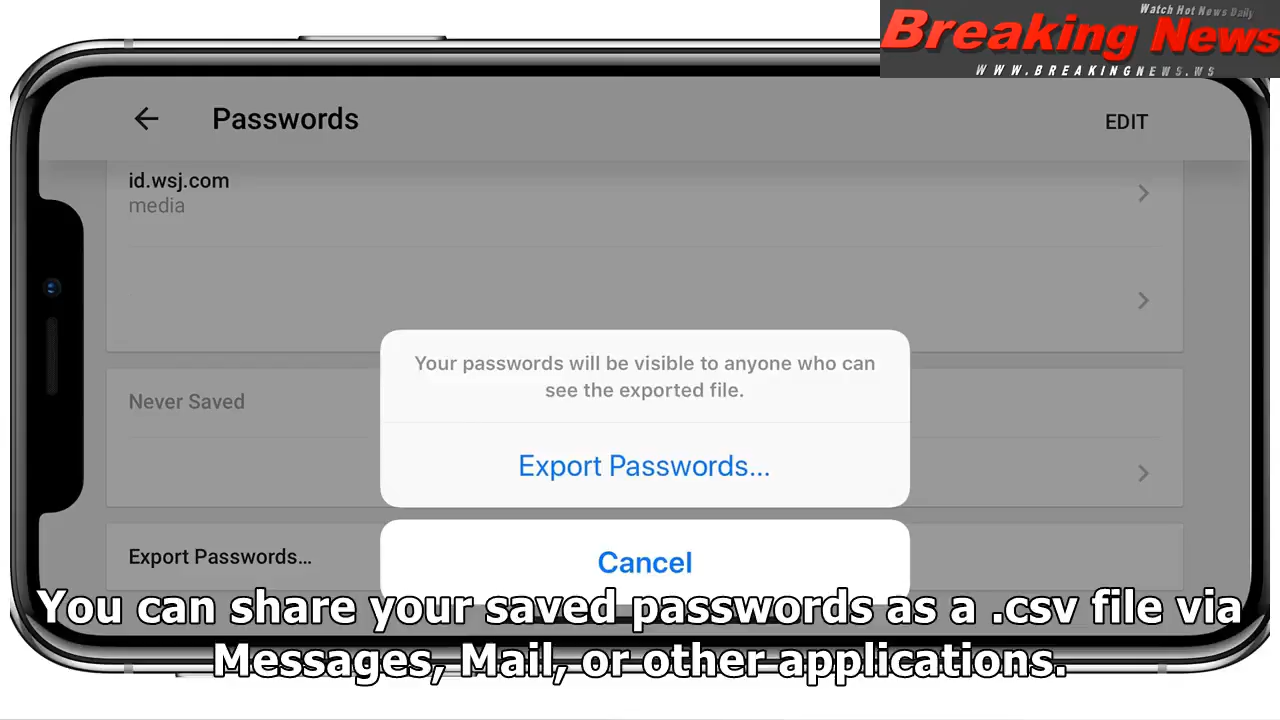 Watch Hot News Daily
Breaking News
WWW.BREAKINGNEWS.WS
Passwords
EDIT
id.wsj.com
media
Your passwords will be visible to anyone who can
see the exported file.
Never Saved
Export Passwords...
Export Passwords...
Cancel
You can share your saved passwords as a .csv file via
Messages, Mail, or other applications.